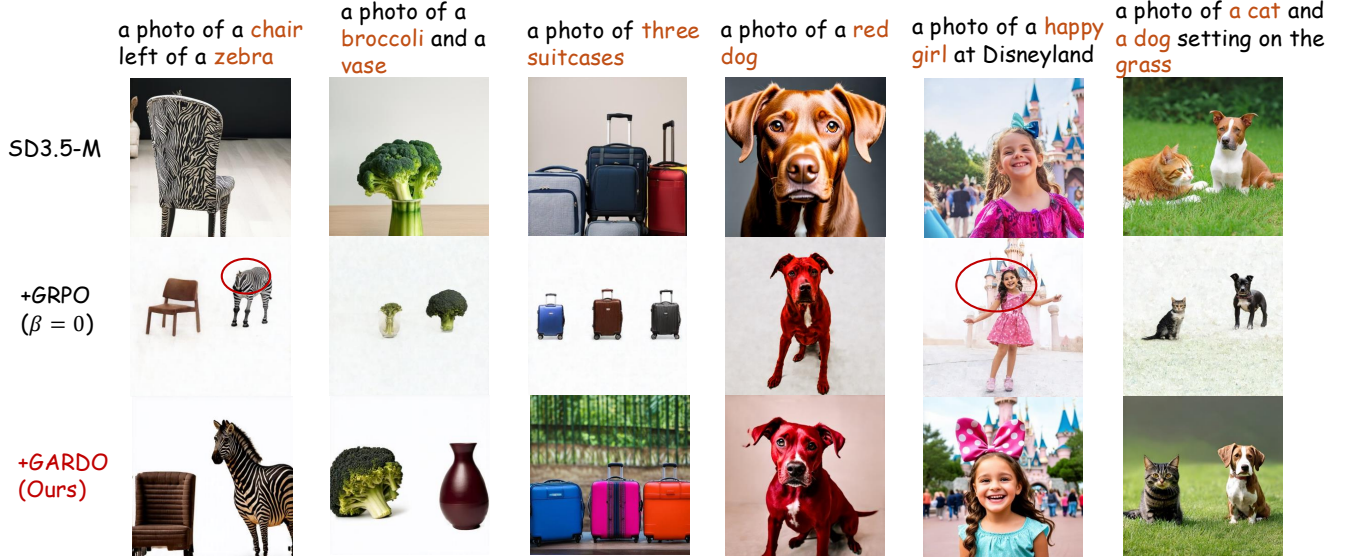 a photo of a chair
left of a zebra
a photo of a
broccoli and a
vase
a photo of three
suitcases
a photo of a red
dog
a photo of a happy
girl at Disneyland
a photo of a cat and
a dog setting on the
grass
SD3.5-M
+GRPO
(β = 0)
+GARDO
(Ours)